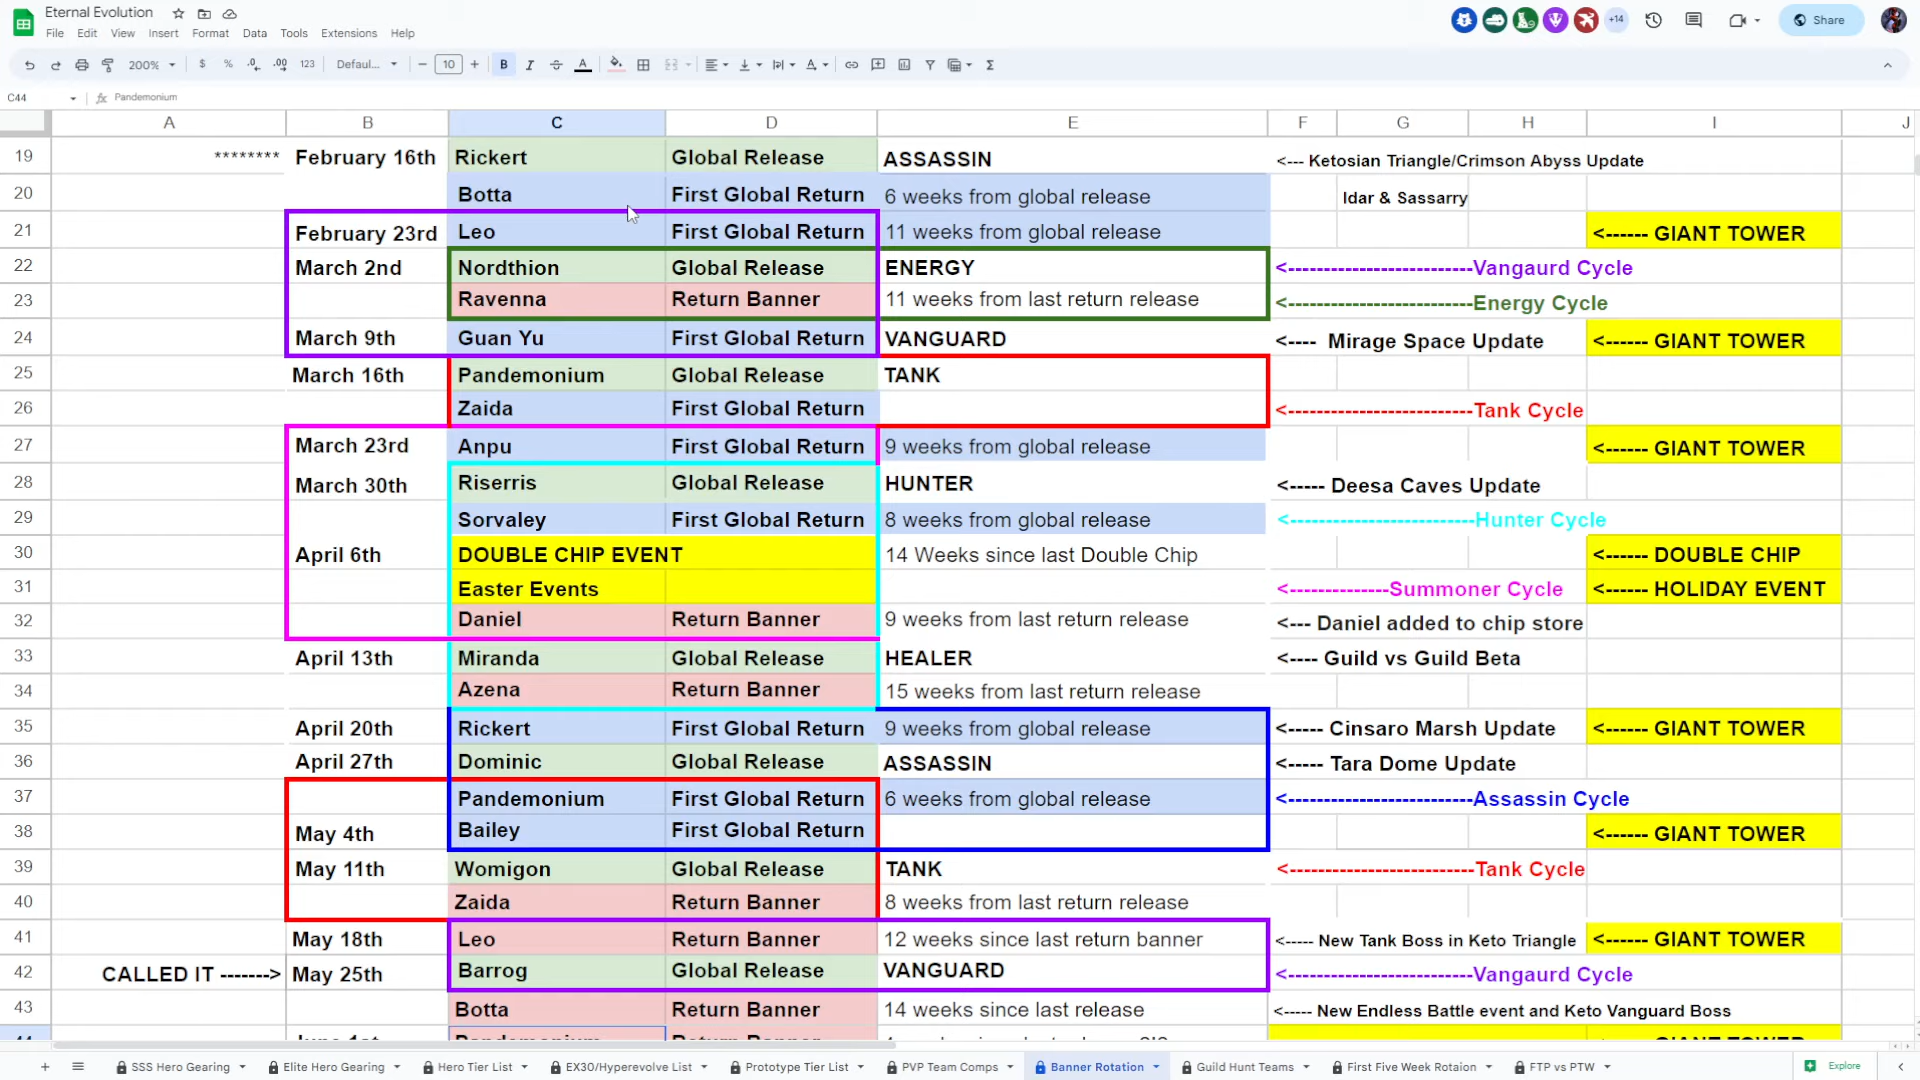 Eternal Evolution
File Edit View Insert Format Data Tools Extensions Help
+14
Share
200% $ % .0 .00 123 Defaul... − 10 + B I A
C44 fx Pandemonium
A B C D E F G H I J
19 ******** February 16th Rickert Global Release ASSASSIN <--- Ketosian Triangle/Crimson Abyss Update
20 Botta First Global Return 6 weeks from global release Idar & Sassarry
21 February 23rd Leo First Global Return 11 weeks from global release <------ GIANT TOWER
22 March 2nd Nordthion Global Release ENERGY <--------------------------Vangaurd Cycle
23 Ravenna Return Banner 11 weeks from last return release <--------------------------Energy Cycle
24 March 9th Guan Yu First Global Return VANGUARD <---- Mirage Space Update <------ GIANT TOWER
25 March 16th Pandemonium Global Release TANK
26 Zaida First Global Return <--------------------------Tank Cycle
27 March 23rd Anpu First Global Return 9 weeks from global release <------ GIANT TOWER
28 March 30th Riserris Global Release HUNTER <----- Deesa Caves Update
29 Sorvaley First Global Return 8 weeks from global release <--------------------------Hunter Cycle
30 April 6th DOUBLE CHIP EVENT 14 Weeks since last Double Chip <------ DOUBLE CHIP
31 Easter Events <--------------Summoner Cycle <------ HOLIDAY EVENT
32 Daniel Return Banner 9 weeks from last return release <--- Daniel added to chip store
33 April 13th Miranda Global Release HEALER <---- Guild vs Guild Beta
34 Azena Return Banner 15 weeks from last return release
35 April 20th Rickert First Global Return 9 weeks from global release <----- Cinsaro Marsh Update <------ GIANT TOWER
36 April 27th Dominic Global Release ASSASSIN <----- Tara Dome Update
37 Pandemonium First Global Return 6 weeks from global release <--------------------------Assassin Cycle
38 May 4th Bailey First Global Return <------ GIANT TOWER
39 May 11th Womigon Global Release TANK <--------------------------Tank Cycle
40 Zaida Return Banner 8 weeks from last return release
41 May 18th Leo Return Banner 12 weeks since last return banner <----- New Tank Boss in Keto Triangle <------ GIANT TOWER
42 CALLED IT -------> May 25th Barrog Global Release VANGUARD <--------------------------Vangaurd Cycle
43 Botta Return Banner 14 weeks since last release <----- New Endless Battle event and Keto Vanguard Boss
44 June 1st Pandemonium Return Banner GIANT TOWER
SSS Hero Gearing Elite Hero Gearing Hero Tier List EX30/Hyperevolve List Prototype Tier List PVP Team Comps Banner Rotation Guild Hunt Teams First Five Week Rotaion FTP vs PTW Explore